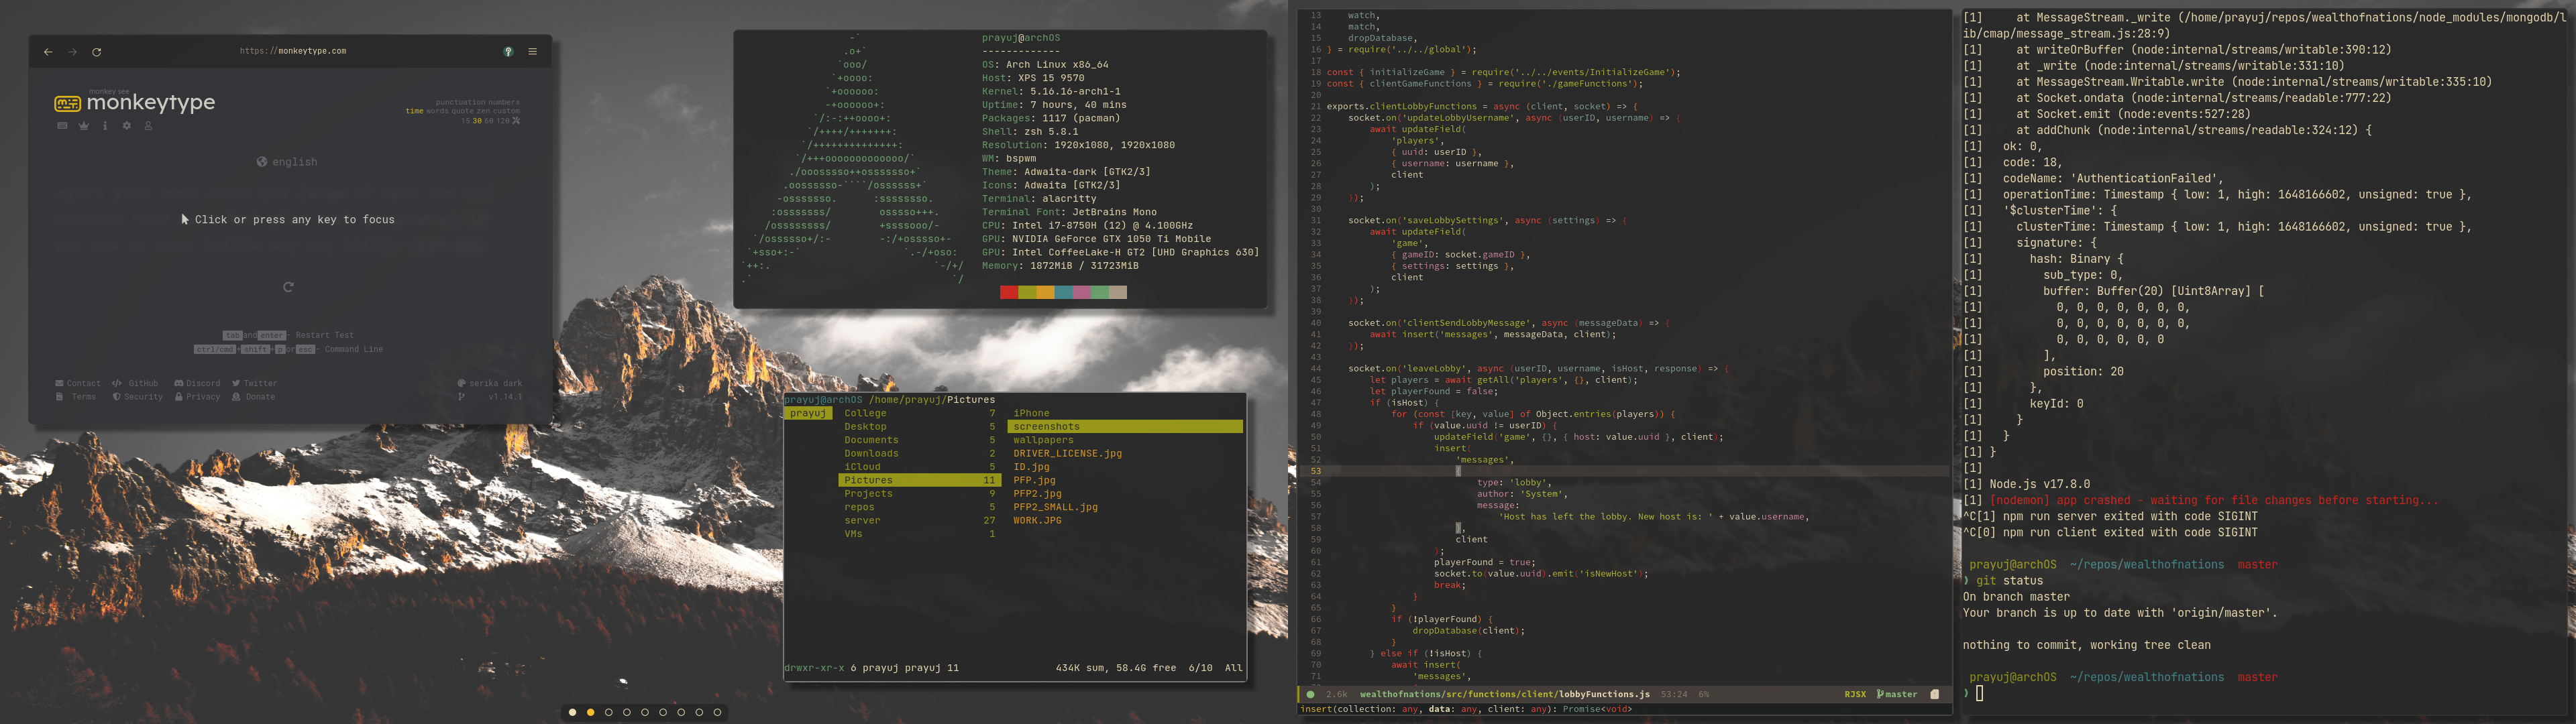 https://monkeytype.com
monkey see
monkeytype
punctuation numbers
time words quote zen custom
15 30 60 120
english
Click or press any key to focus
tab and enter - Restart Test
ctrl/cmd + shift + p or esc - Command Line
Contact GitHub Discord Twitter
Terms Security Privacy Donate
serika dark
v1.14.1
prayuj@archOS
-------------
OS: Arch Linux x86_64
Host: XPS 15 9570
Kernel: 5.16.16-arch1-1
Uptime: 7 hours, 40 mins
Packages: 1117 (pacman)
Shell: zsh 5.8.1
Resolution: 1920x1080, 1920x1080
WM: bspwm
Theme: Adwaita-dark [GTK2/3]
Icons: Adwaita [GTK2/3]
Terminal: alacritty
Terminal Font: JetBrains Mono
CPU: Intel i7-8750H (12) @ 4.100GHz
GPU: NVIDIA GeForce GTX 1050 Ti Mobile
GPU: Intel CoffeeLake-H GT2 [UHD Graphics 630]
Memory: 1872MiB / 31723MiB
prayuj@archOS /home/prayuj/Pictures
prayuj College 7 iPhone
Desktop 5 screenshots
Documents 5 wallpapers
Downloads 2 DRIVER_LICENSE.jpg
iCloud 5 ID.jpg
Pictures 11 PFP.jpg
Projects 9 PFP2.jpg
repos 5 PFP2_SMALL.jpg
server 27 WORK.JPG
VMs 1
drwxr-xr-x 6 prayuj prayuj 11 434K sum, 58.4G free 6/10 All
13 watch,
14 match,
15 dropDatabase,
16 } = require('../../global');
17
18 const { initializeGame } = require('../../events/InitializeGame');
19 const { clientGameFunctions } = require('./gameFunctions');
20
21 exports.clientLobbyFunctions = async (client, socket) => {
22 socket.on('updateLobbyUsername', async (userID, username) => {
23 await updateField(
24 'players',
25 { uuid: userID },
26 { username: username },
27 client
28 );
29 });
30
31 socket.on('saveLobbySettings', async (settings) => {
32 await updateField(
33 'game',
34 { gameID: socket.gameID },
35 { settings: settings },
36 client
37 );
38 });
39
40 socket.on('clientSendLobbyMessage', async (messageData) => {
41 await insert('messages', messageData, client);
42 });
43
44 socket.on('leaveLobby', async (userID, username, isHost, response) => {
45 let players = await getAll('players', {}, client);
46 let playerFound = false;
47 if (isHost) {
48 for (const [key, value] of Object.entries(players)) {
49 if (value.uuid != userID) {
50 updateField('game', {}, { host: value.uuid }, client);
51 insert(
52 'messages',
53 {
54 type: 'lobby',
55 author: 'System',
56 message:
57 'Host has left the lobby. New host is: ' + value.username,
58 },
59 client
60 );
61 playerFound = true;
62 socket.to(value.uuid).emit('isNewHost');
63 break;
64 }
65 }
66 if (!playerFound) {
67 dropDatabase(client);
68 }
69 } else if (!isHost) {
70 await insert(
71 'messages',
2.6k wealthofnations/src/functions/client/lobbyFunctions.js 53:24 6% RJSX master
insert(collection: any, data: any, client: any): Promise<void>
[1] at MessageStream._write (/home/prayuj/repos/wealthofnations/node_modules/mongodb/l
ib/cmap/message_stream.js:28:9)
[1] at writeOrBuffer (node:internal/streams/writable:390:12)
[1] at _write (node:internal/streams/writable:331:10)
[1] at MessageStream.Writable.write (node:internal/streams/writable:335:10)
[1] at Socket.ondata (node:internal/streams/readable:777:22)
[1] at Socket.emit (node:events:527:28)
[1] at addChunk (node:internal/streams/readable:324:12) {
[1] ok: 0,
[1] code: 18,
[1] codeName: 'AuthenticationFailed',
[1] operationTime: Timestamp { low: 1, high: 1648166602, unsigned: true },
[1] '$clusterTime': {
[1] clusterTime: Timestamp { low: 1, high: 1648166602, unsigned: true },
[1] signature: {
[1] hash: Binary {
[1] sub_type: 0,
[1] buffer: Buffer(20) [Uint8Array] [
[1] 0, 0, 0, 0, 0, 0, 0,
[1] 0, 0, 0, 0, 0, 0, 0,
[1] 0, 0, 0, 0, 0, 0
[1] ],
[1] position: 20
[1] },
[1] keyId: 0
[1] }
[1] }
[1] }
[1]
[1] Node.js v17.8.0
[1] [nodemon] app crashed - waiting for file changes before starting...
^C[1] npm run server exited with code SIGINT
^C[0] npm run client exited with code SIGINT
prayuj@archOS ~/repos/wealthofnations master
❯ git status
On branch master
Your branch is up to date with 'origin/master'.
nothing to commit, working tree clean
prayuj@archOS ~/repos/wealthofnations master
❯